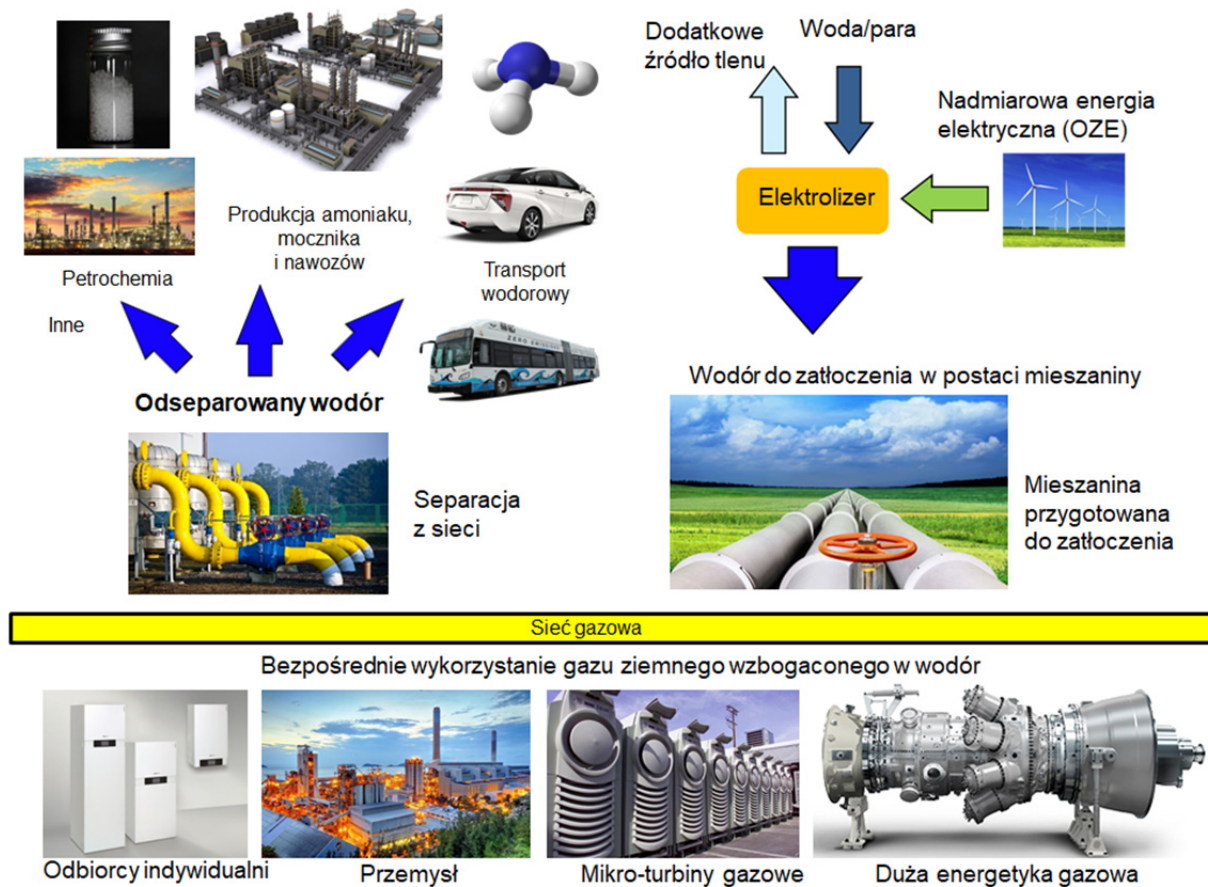 Dodatkowe
źródło tlenu
Woda/para
Nadmiarowa energia
elektryczna (OZE)
Elektrolizer
Produkcja amoniaku,
mocznika
i nawozów
Petrochemia
Transport
wodorowy
Inne
ZERO EMISSIONS
Odseparowany wodór
Wodór do zatłoczenia w postaci mieszaniny
Separacja
z sieci
Mieszanina
przygotowana
do zatłoczenia
Sieć gazowa
Bezpośrednie wykorzystanie gazu ziemnego wzbogaconego w wodór
Odbiorcy indywidualni
Przemysł
Mikro-turbiny gazowe
Duża energetyka gazowa